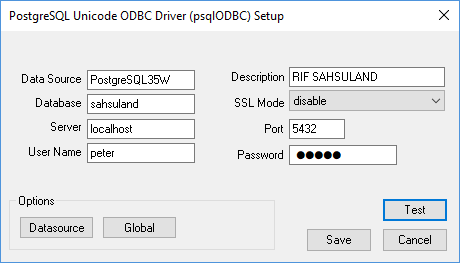 PostgreSQL Unicode ODBC Driver (psqlODBC) Setup
Data Source PostgreSQL35W Description RIF SAHSULAND
Database sahsuland SSL Mode disable
Server localhost Port 5432
User Name peter Password ●●●●●
Options
Datasource Global Test
Save Cancel